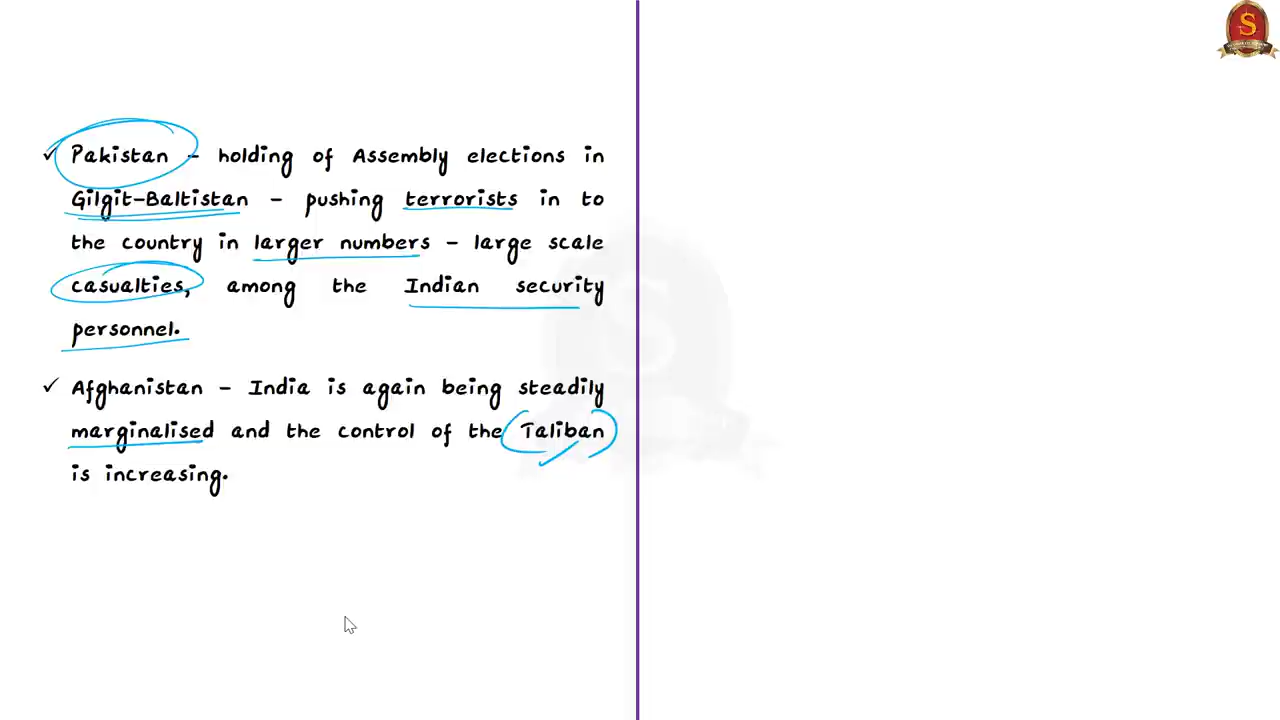 ✓ Pakistan - holding of Assembly elections in
Gilgit-Baltistan - pushing terrorists in to
the country in larger numbers - large scale
casualties, among the Indian security
personnel.
✓ Afghanistan - India is again being steadily
marginalised and the control of the Taliban
is increasing.
S